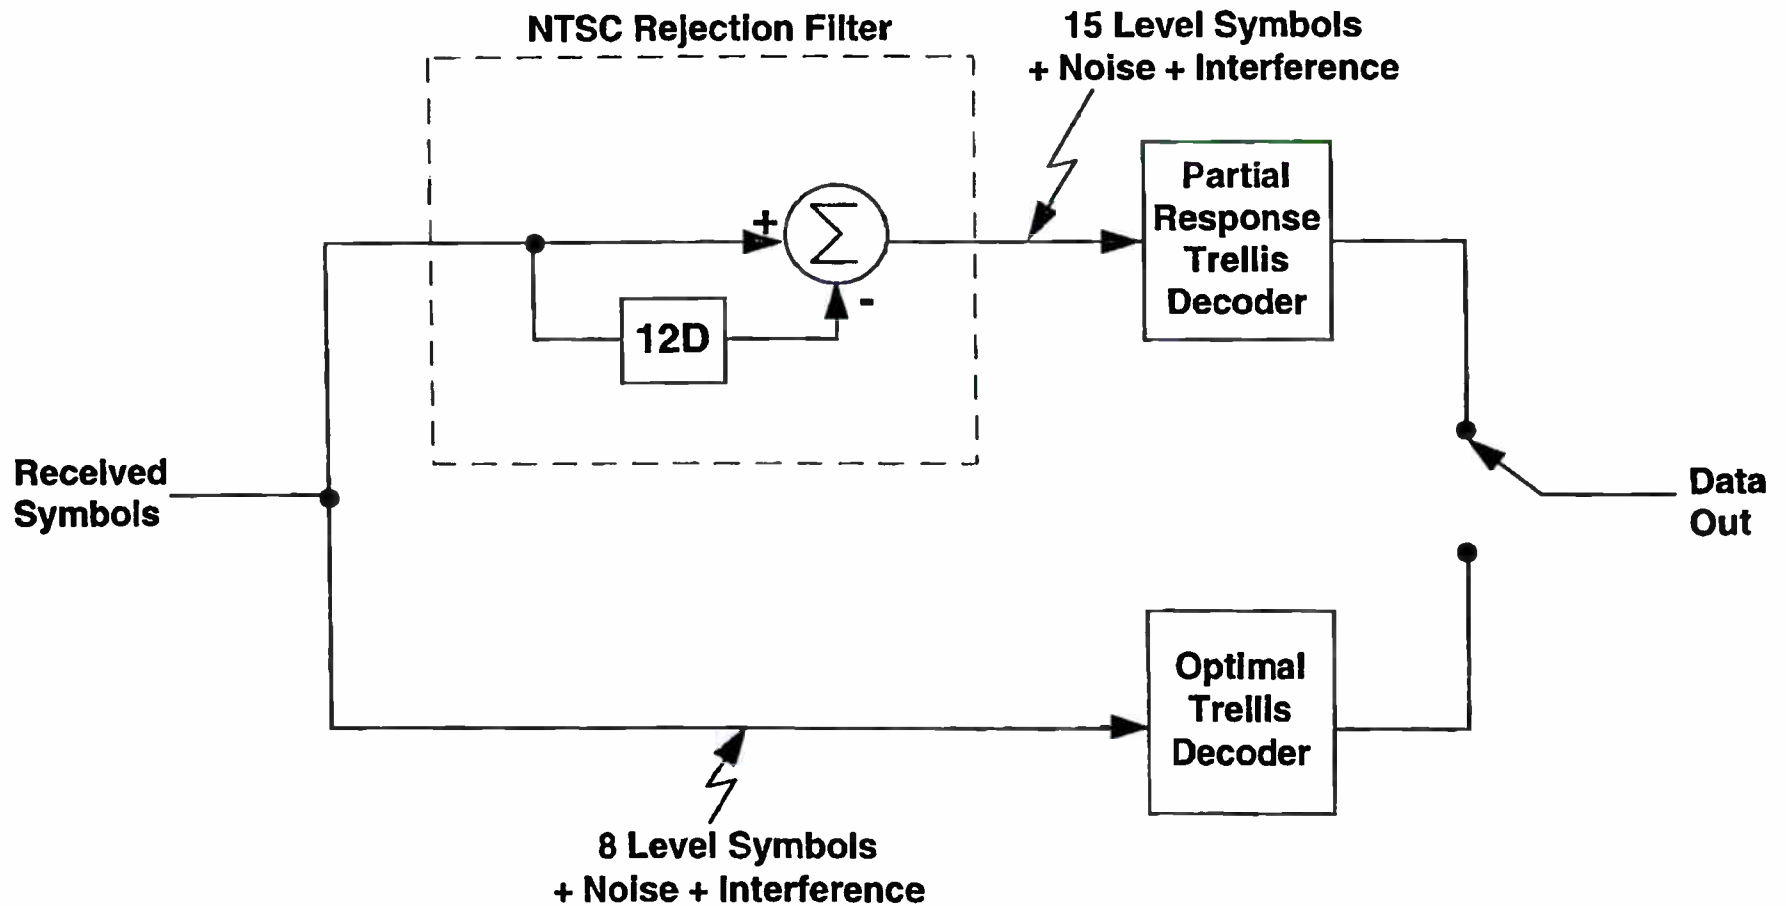 NTSC Rejection Filter
15 Level Symbols
+ Noise + Interference
+
Σ
-
12D
Partial
Response
Trellis
Decoder
Received
Symbols
Data
Out
Optimal
Trellis
Decoder
8 Level Symbols
+ Noise + Interference